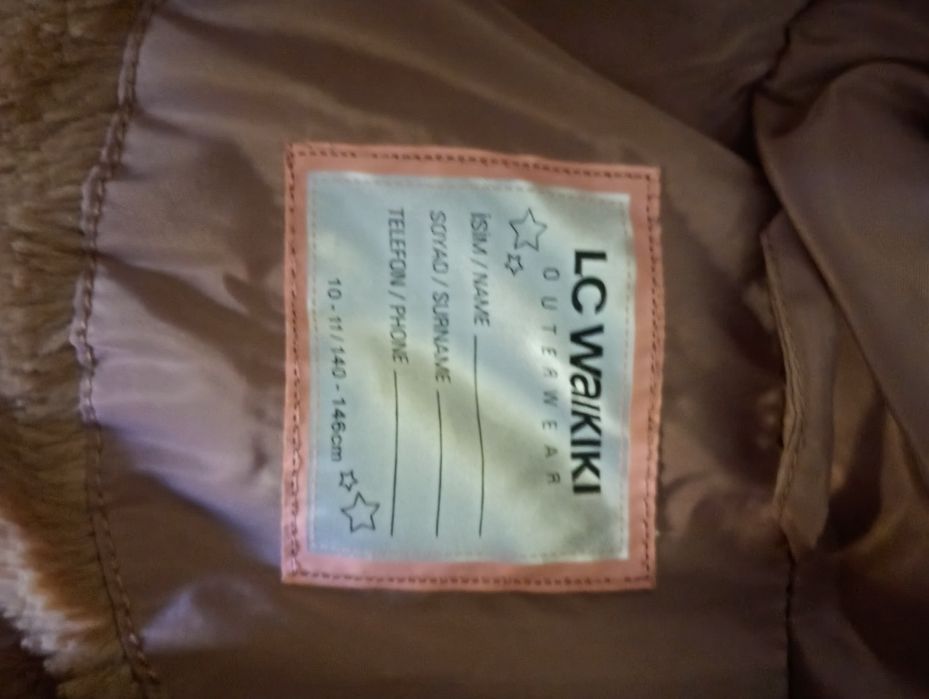 LC WAIKIKI
OUTERWEAR
İSİM / NAME
SOYAD / SURNAME
TELEFON / PHONE
10 - 11 / 140 - 146cm